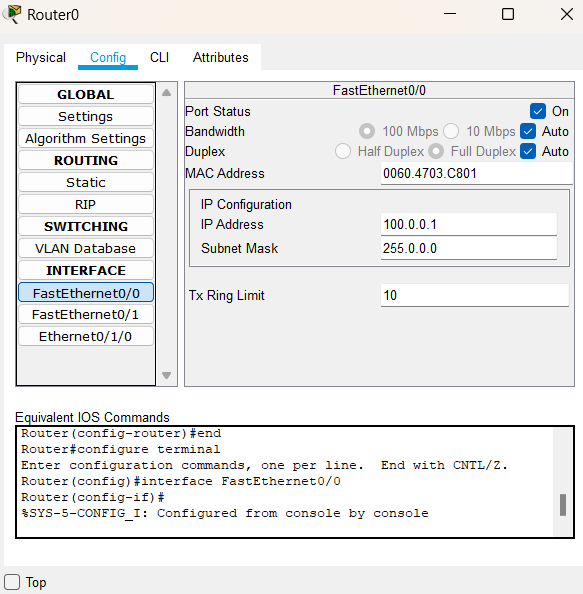 Router0
Physical Config CLI Attributes
GLOBAL
Settings
Algorithm Settings
ROUTING
Static
RIP
SWITCHING
VLAN Database
INTERFACE
FastEthernet0/0
FastEthernet0/1
Ethernet0/1/0
FastEthernet0/0
Port Status On
Bandwidth 100 Mbps 10 Mbps Auto
Duplex Half Duplex Full Duplex Auto
MAC Address 0060.4703.C801
IP Configuration
IP Address 100.0.0.1
Subnet Mask 255.0.0.0
Tx Ring Limit 10
Equivalent IOS Commands
Router(config-router)#end
Router#configure terminal
Enter configuration commands, one per line. End with CNTL/Z.
Router(config)#interface FastEthernet0/0
Router(config-if)#
%SYS-5-CONFIG_I: Configured from console by console
Top